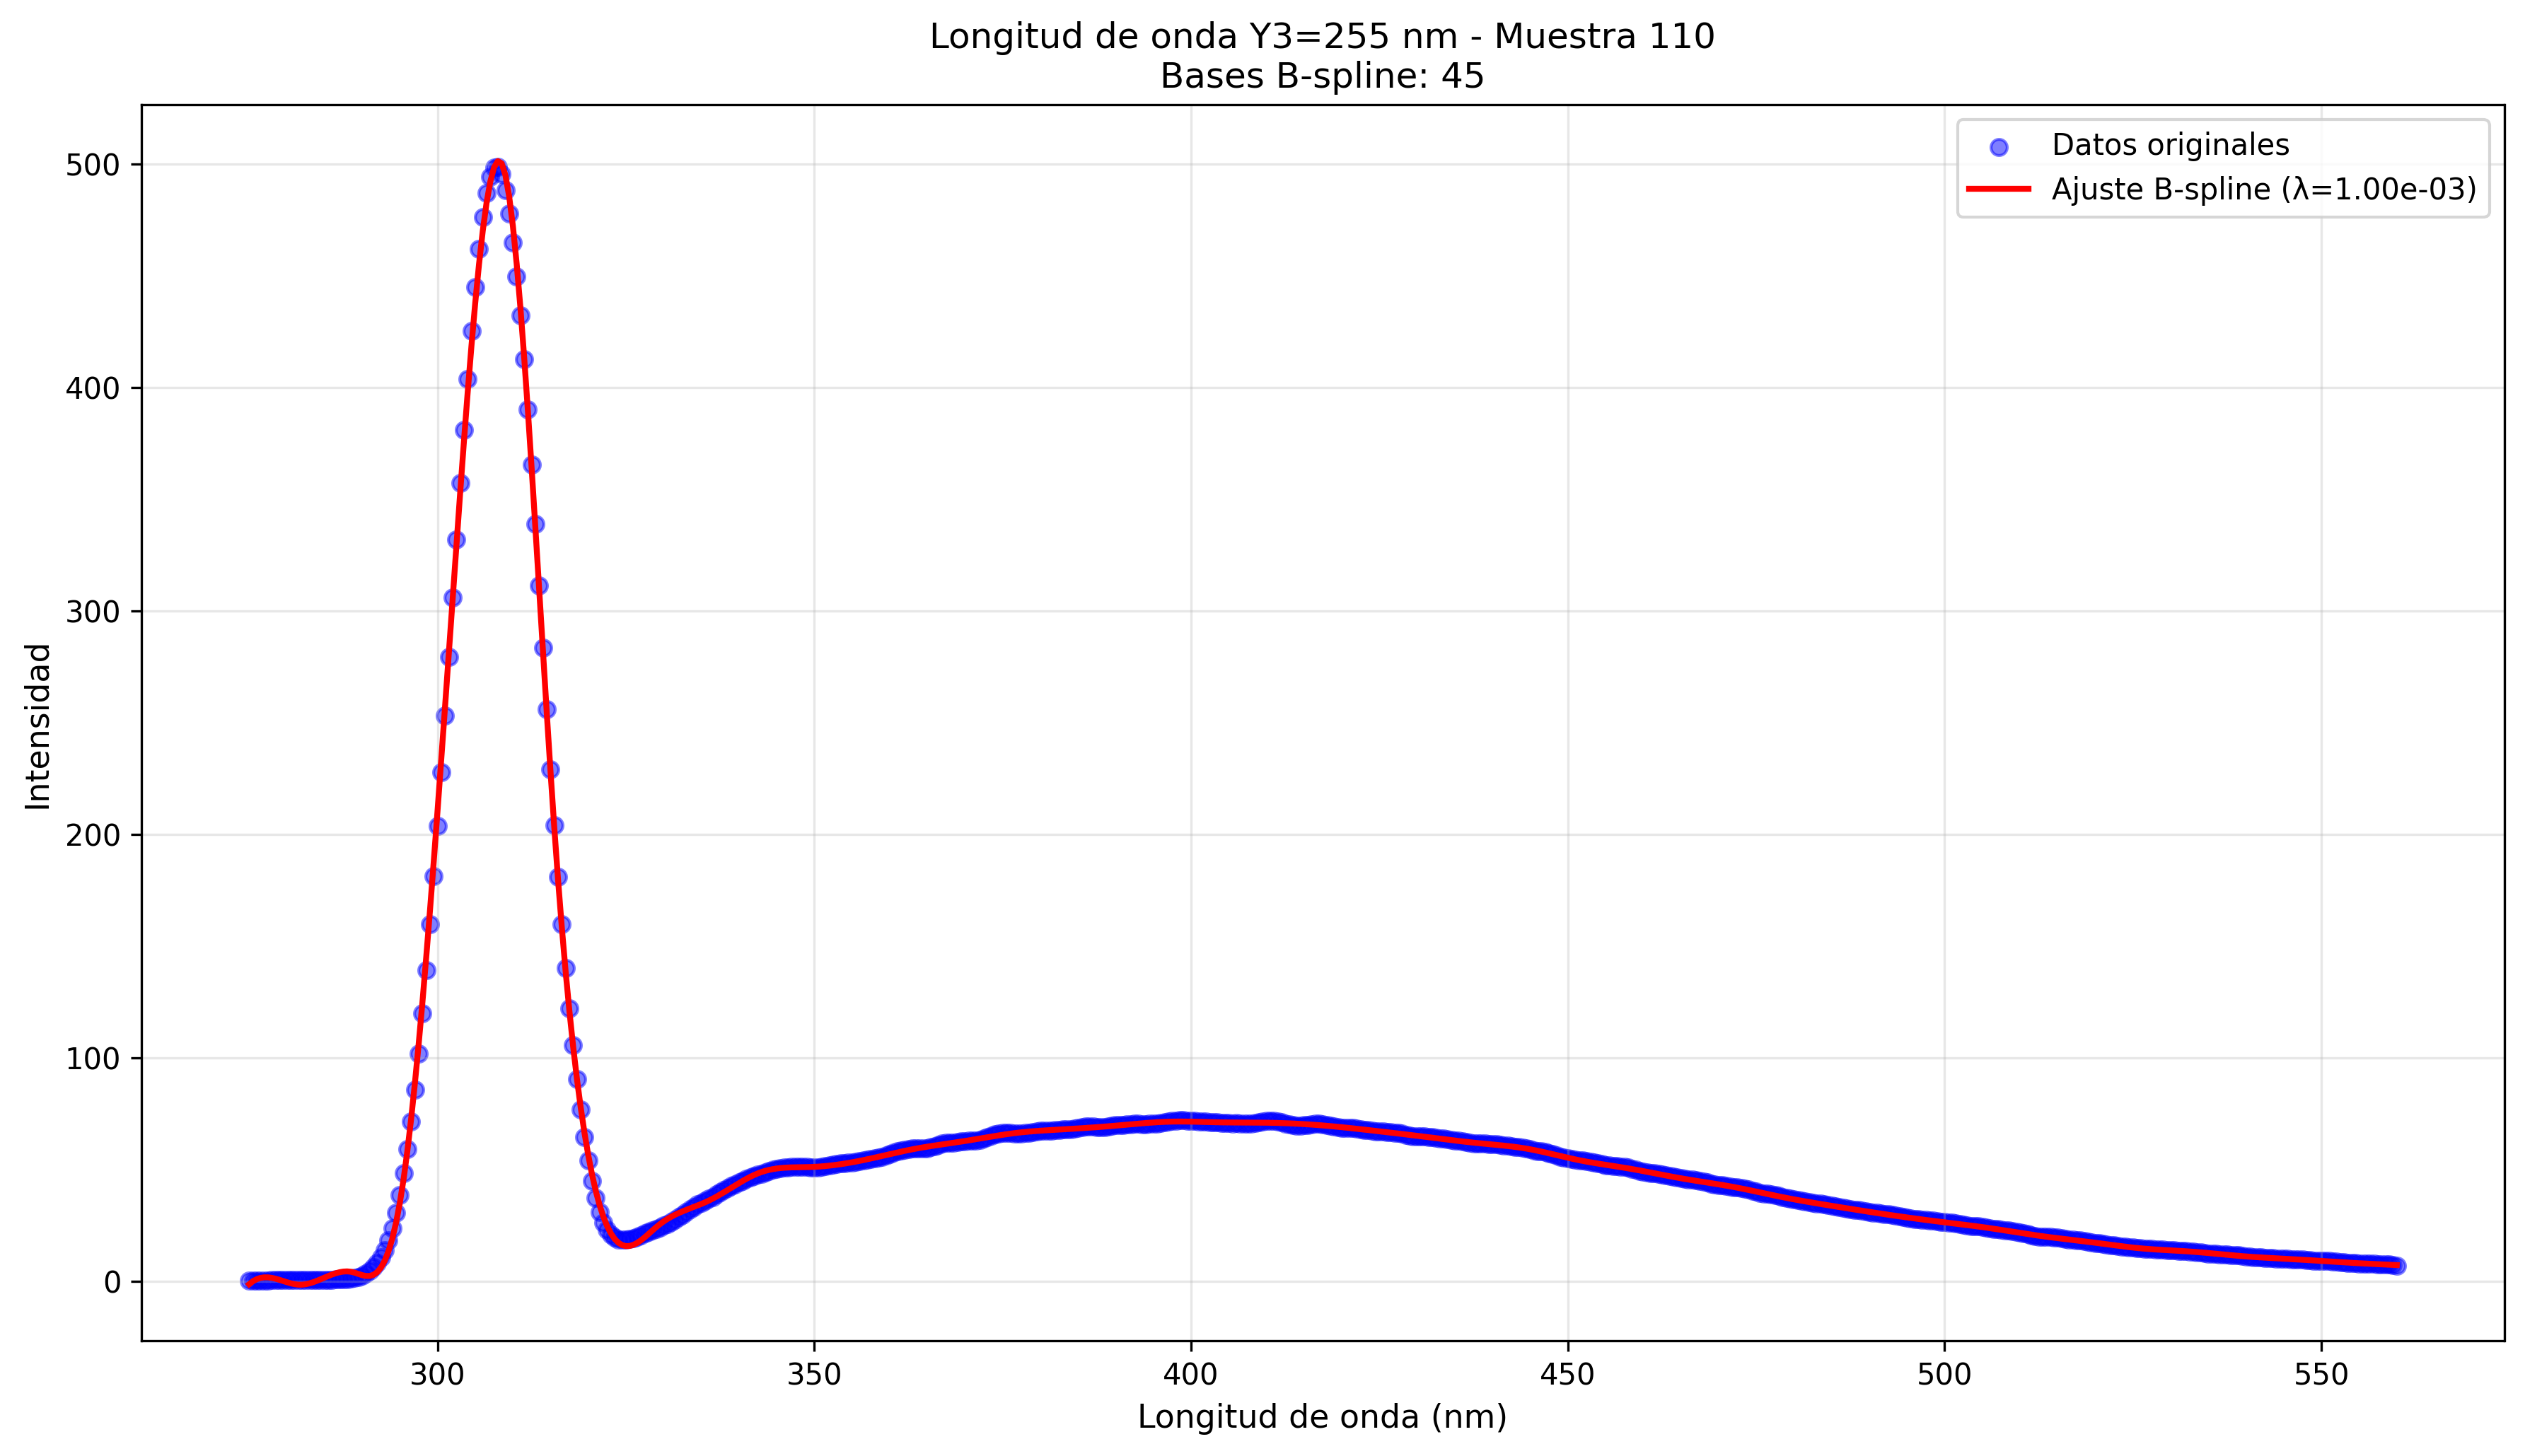 Longitud de onda Y3=255 nm - Muestra 110
Bases B-spline: 45
Datos originales
Ajuste B-spline (λ=1.00e-03)
Intensidad
500
400
300
200
100
0
300 350 400 450 500 550
Longitud de onda (nm)